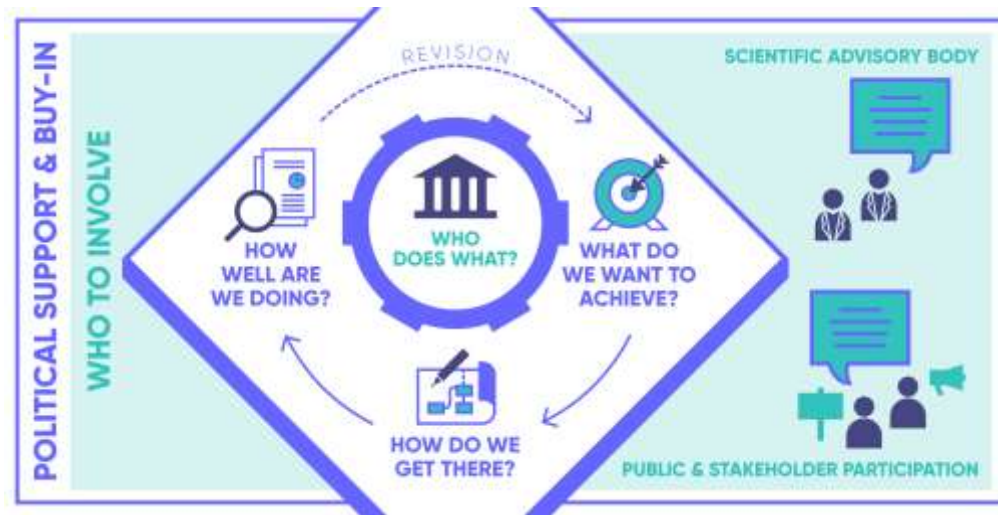 POLITICAL SUPPORT & BUY-IN
WHO TO INVOLVE
REVISION
HOW
WELL ARE
WE DOING?
WHO
DOES WHAT?
WHAT DO
WE WANT TO
ACHIEVE?
HOW DO WE
GET THERE?
SCIENTIFIC ADVISORY BODY
PUBLIC & STAKEHOLDER PARTICIPATION